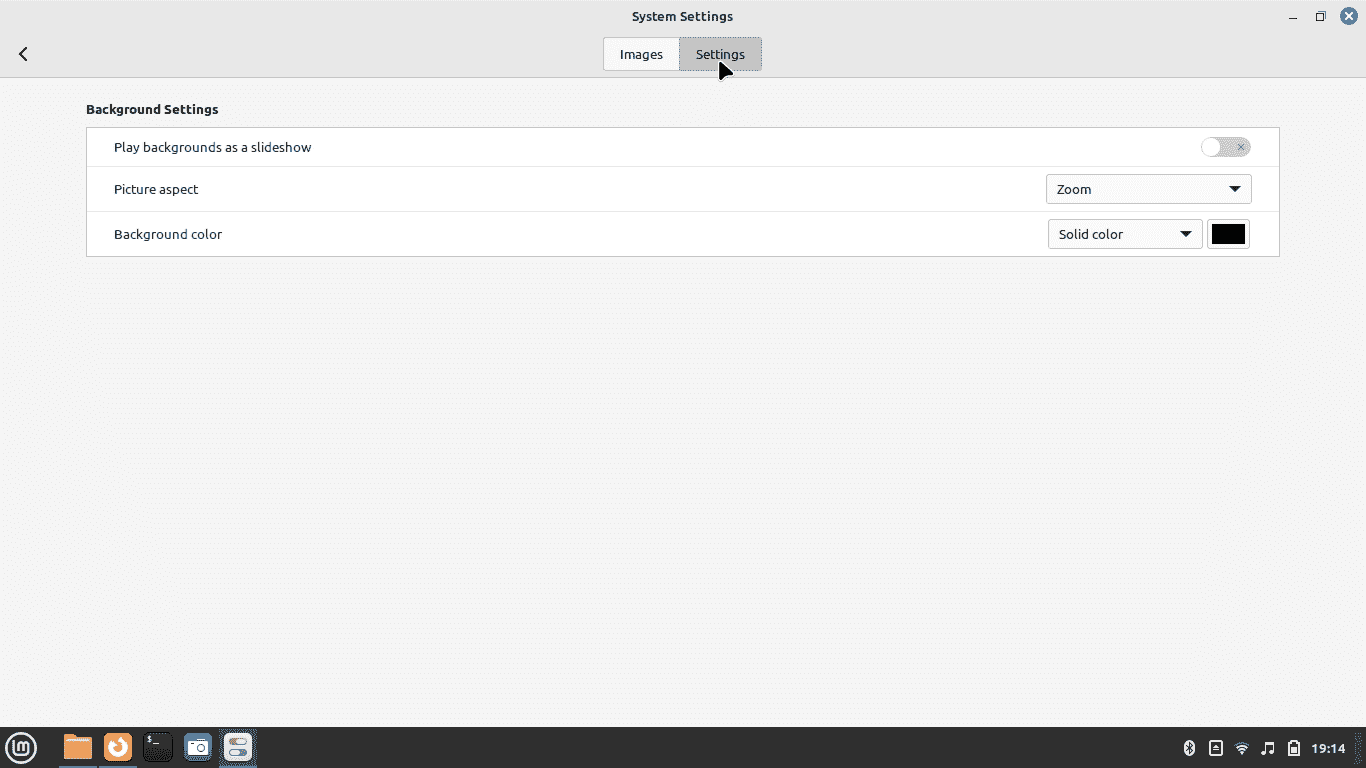 System Settings
Images Settings
Background Settings
Play backgrounds as a slideshow
Picture aspect Zoom
Background color Solid color
$_
lm
19:14